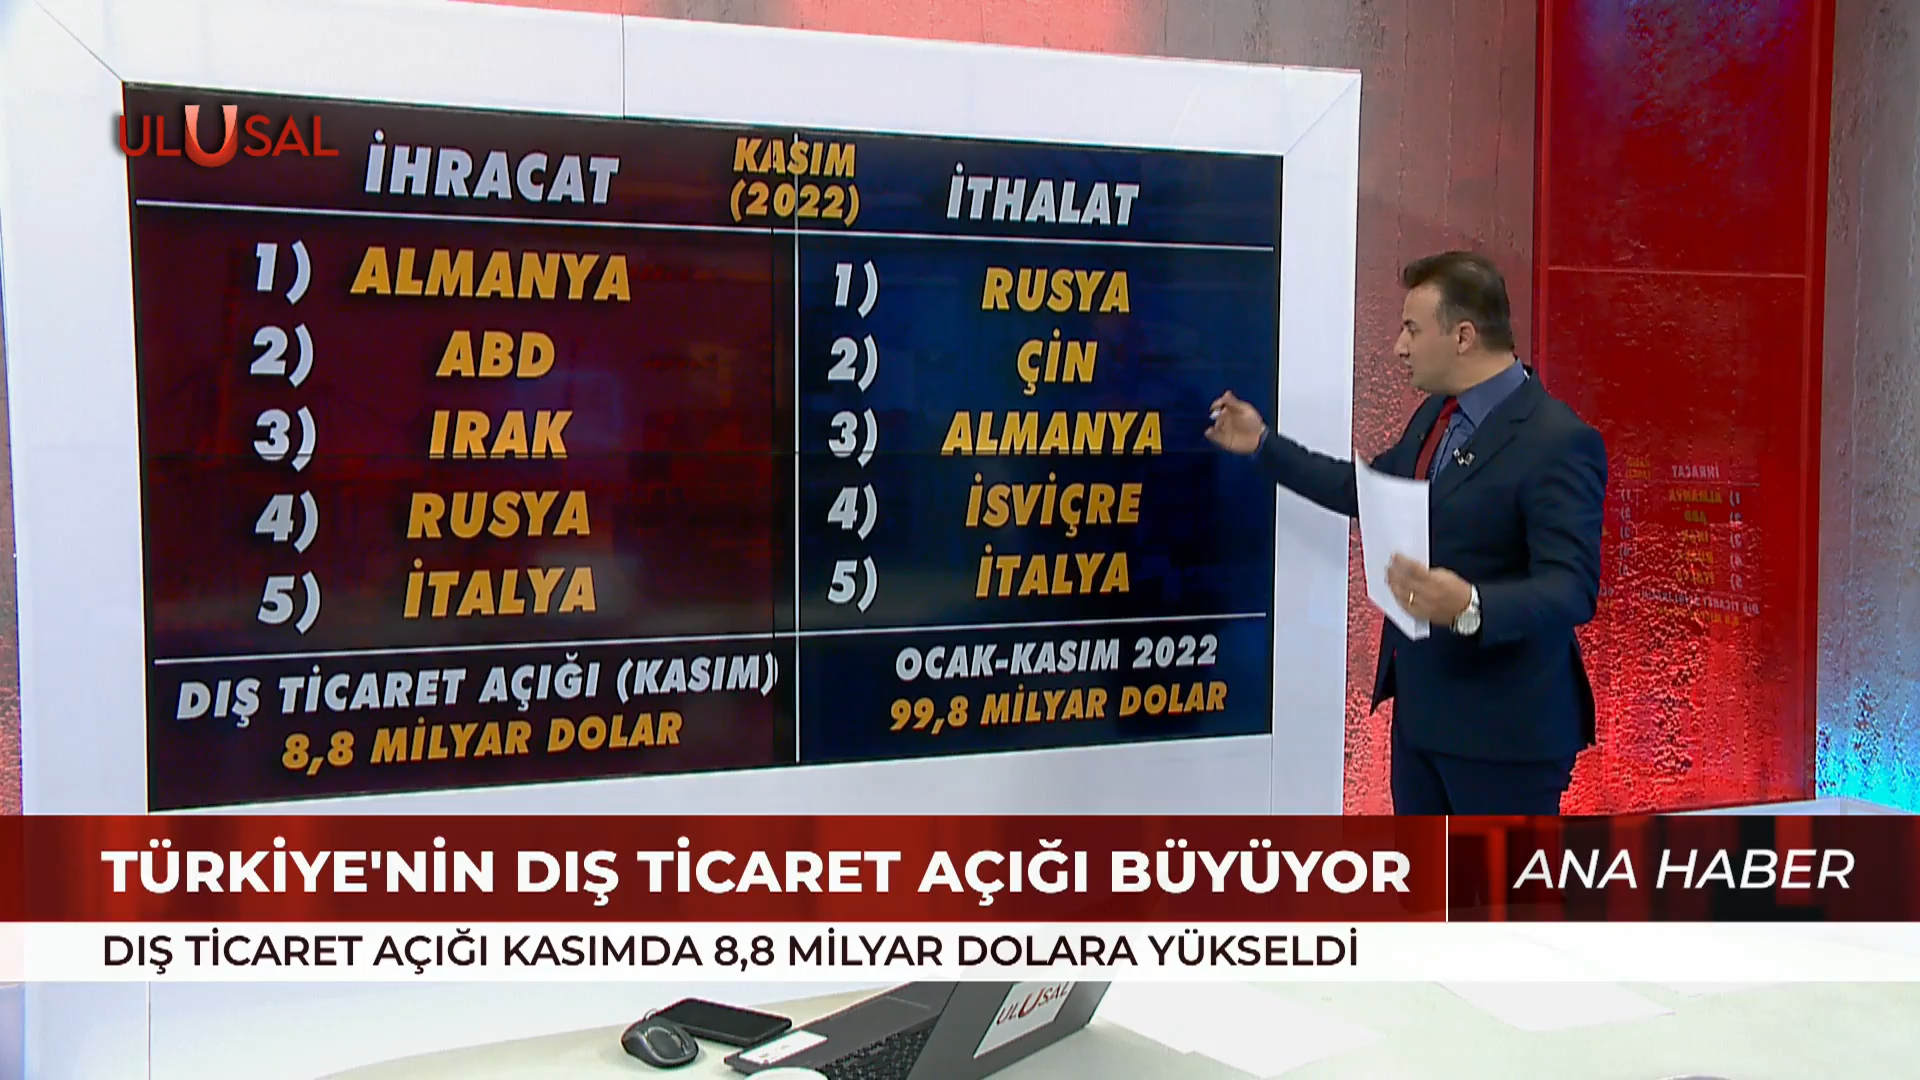 ULUSAL
İHRACAT
KASIM
(2022)
İTHALAT
1) ALMANYA
2) ABD
3) IRAK
4) RUSYA
5) İTALYA
1) RUSYA
2) ÇİN
3) ALMANYA
4) İSVİÇRE
5) İTALYA
DIŞ TİCARET AÇIĞI (KASIM)
8,8 MİLYAR DOLAR
OCAK-KASIM 2022
99,8 MİLYAR DOLAR
TÜRKİYE'NİN DIŞ TİCARET AÇIĞI BÜYÜYOR
ANA HABER
DIŞ TİCARET AÇIĞI KASIMDA 8,8 MİLYAR DOLARA YÜKSELDİ
ULUSAL